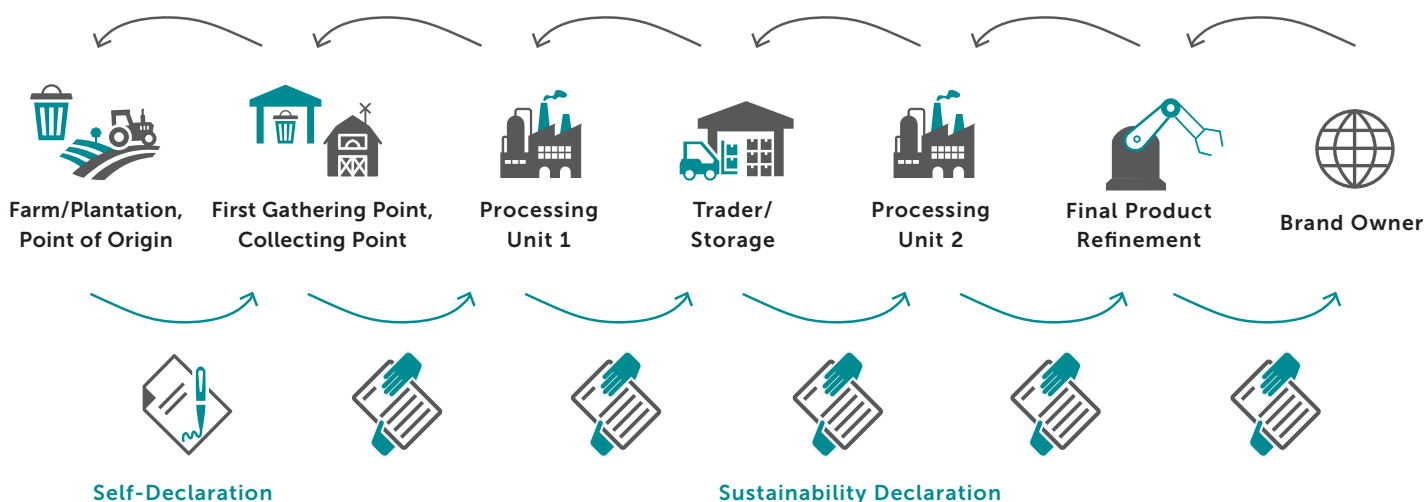 Farm/Plantation,
Point of Origin
First Gathering Point,
Collecting Point
Processing
Unit 1
Trader/
Storage
Processing
Unit 2
Final Product
Refinement
Brand Owner
Self-Declaration
Sustainability Declaration